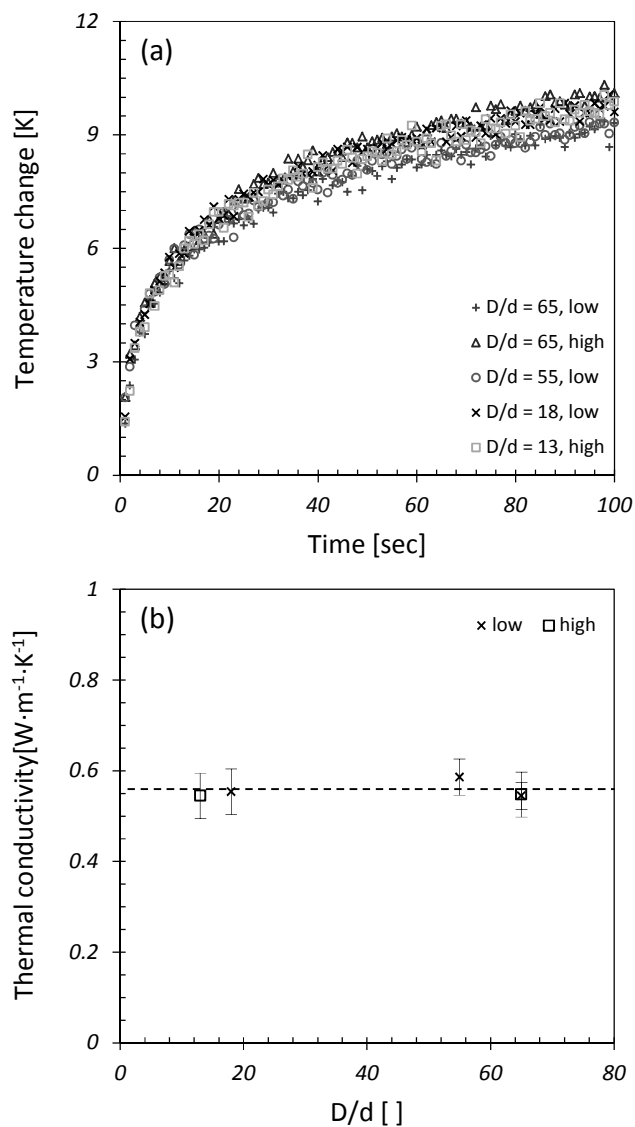 12
(a)
9
6
3
0
Temperature change [K]
+ D/d = 65, low
△ D/d = 65, high
○ D/d = 55, low
× D/d = 18, low
□ D/d = 13, high
0 20 40 60 80 100
Time [sec]
1
(b)
× low □ high
0.8
0.6
0.4
0.2
0
Thermal conductivity[W·m⁻¹·K⁻¹]
0 20 40 60 80
D/d [ ]